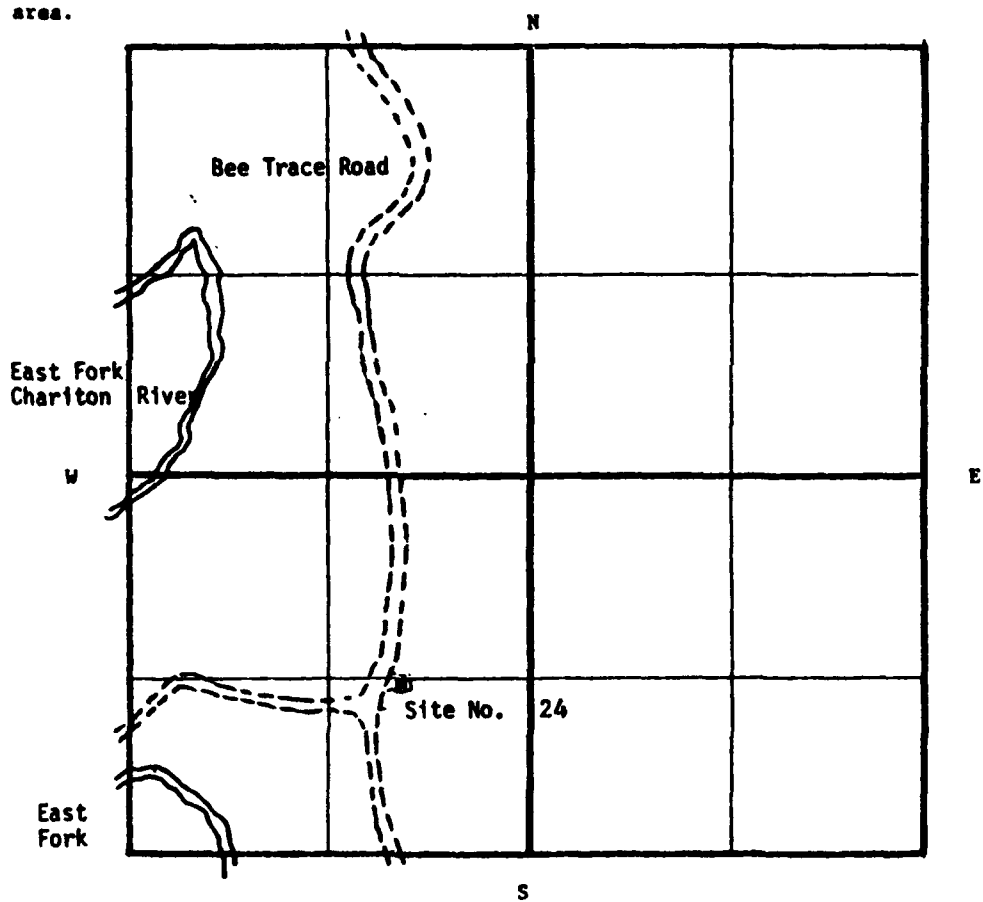 area.
N
Bee Trace Road
East Fork
Chariton River
W
E
Site No. 24
East
Fork
S